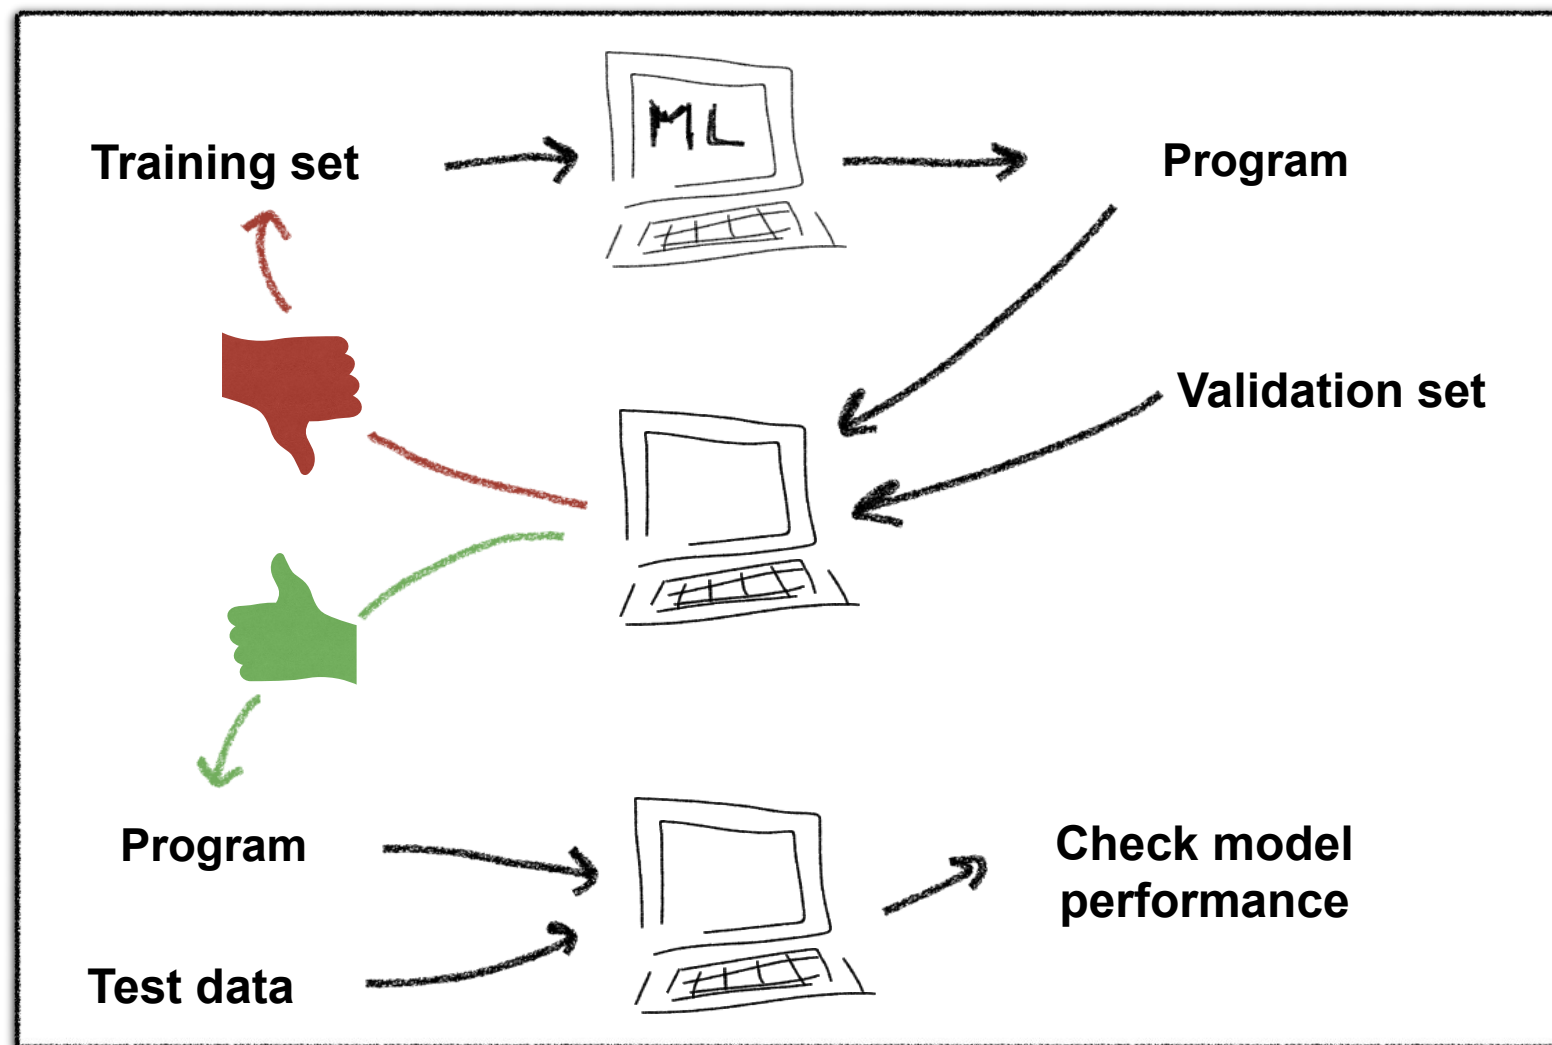 ML
Training set
Program
Validation set
Program
Check model
performance
Test data